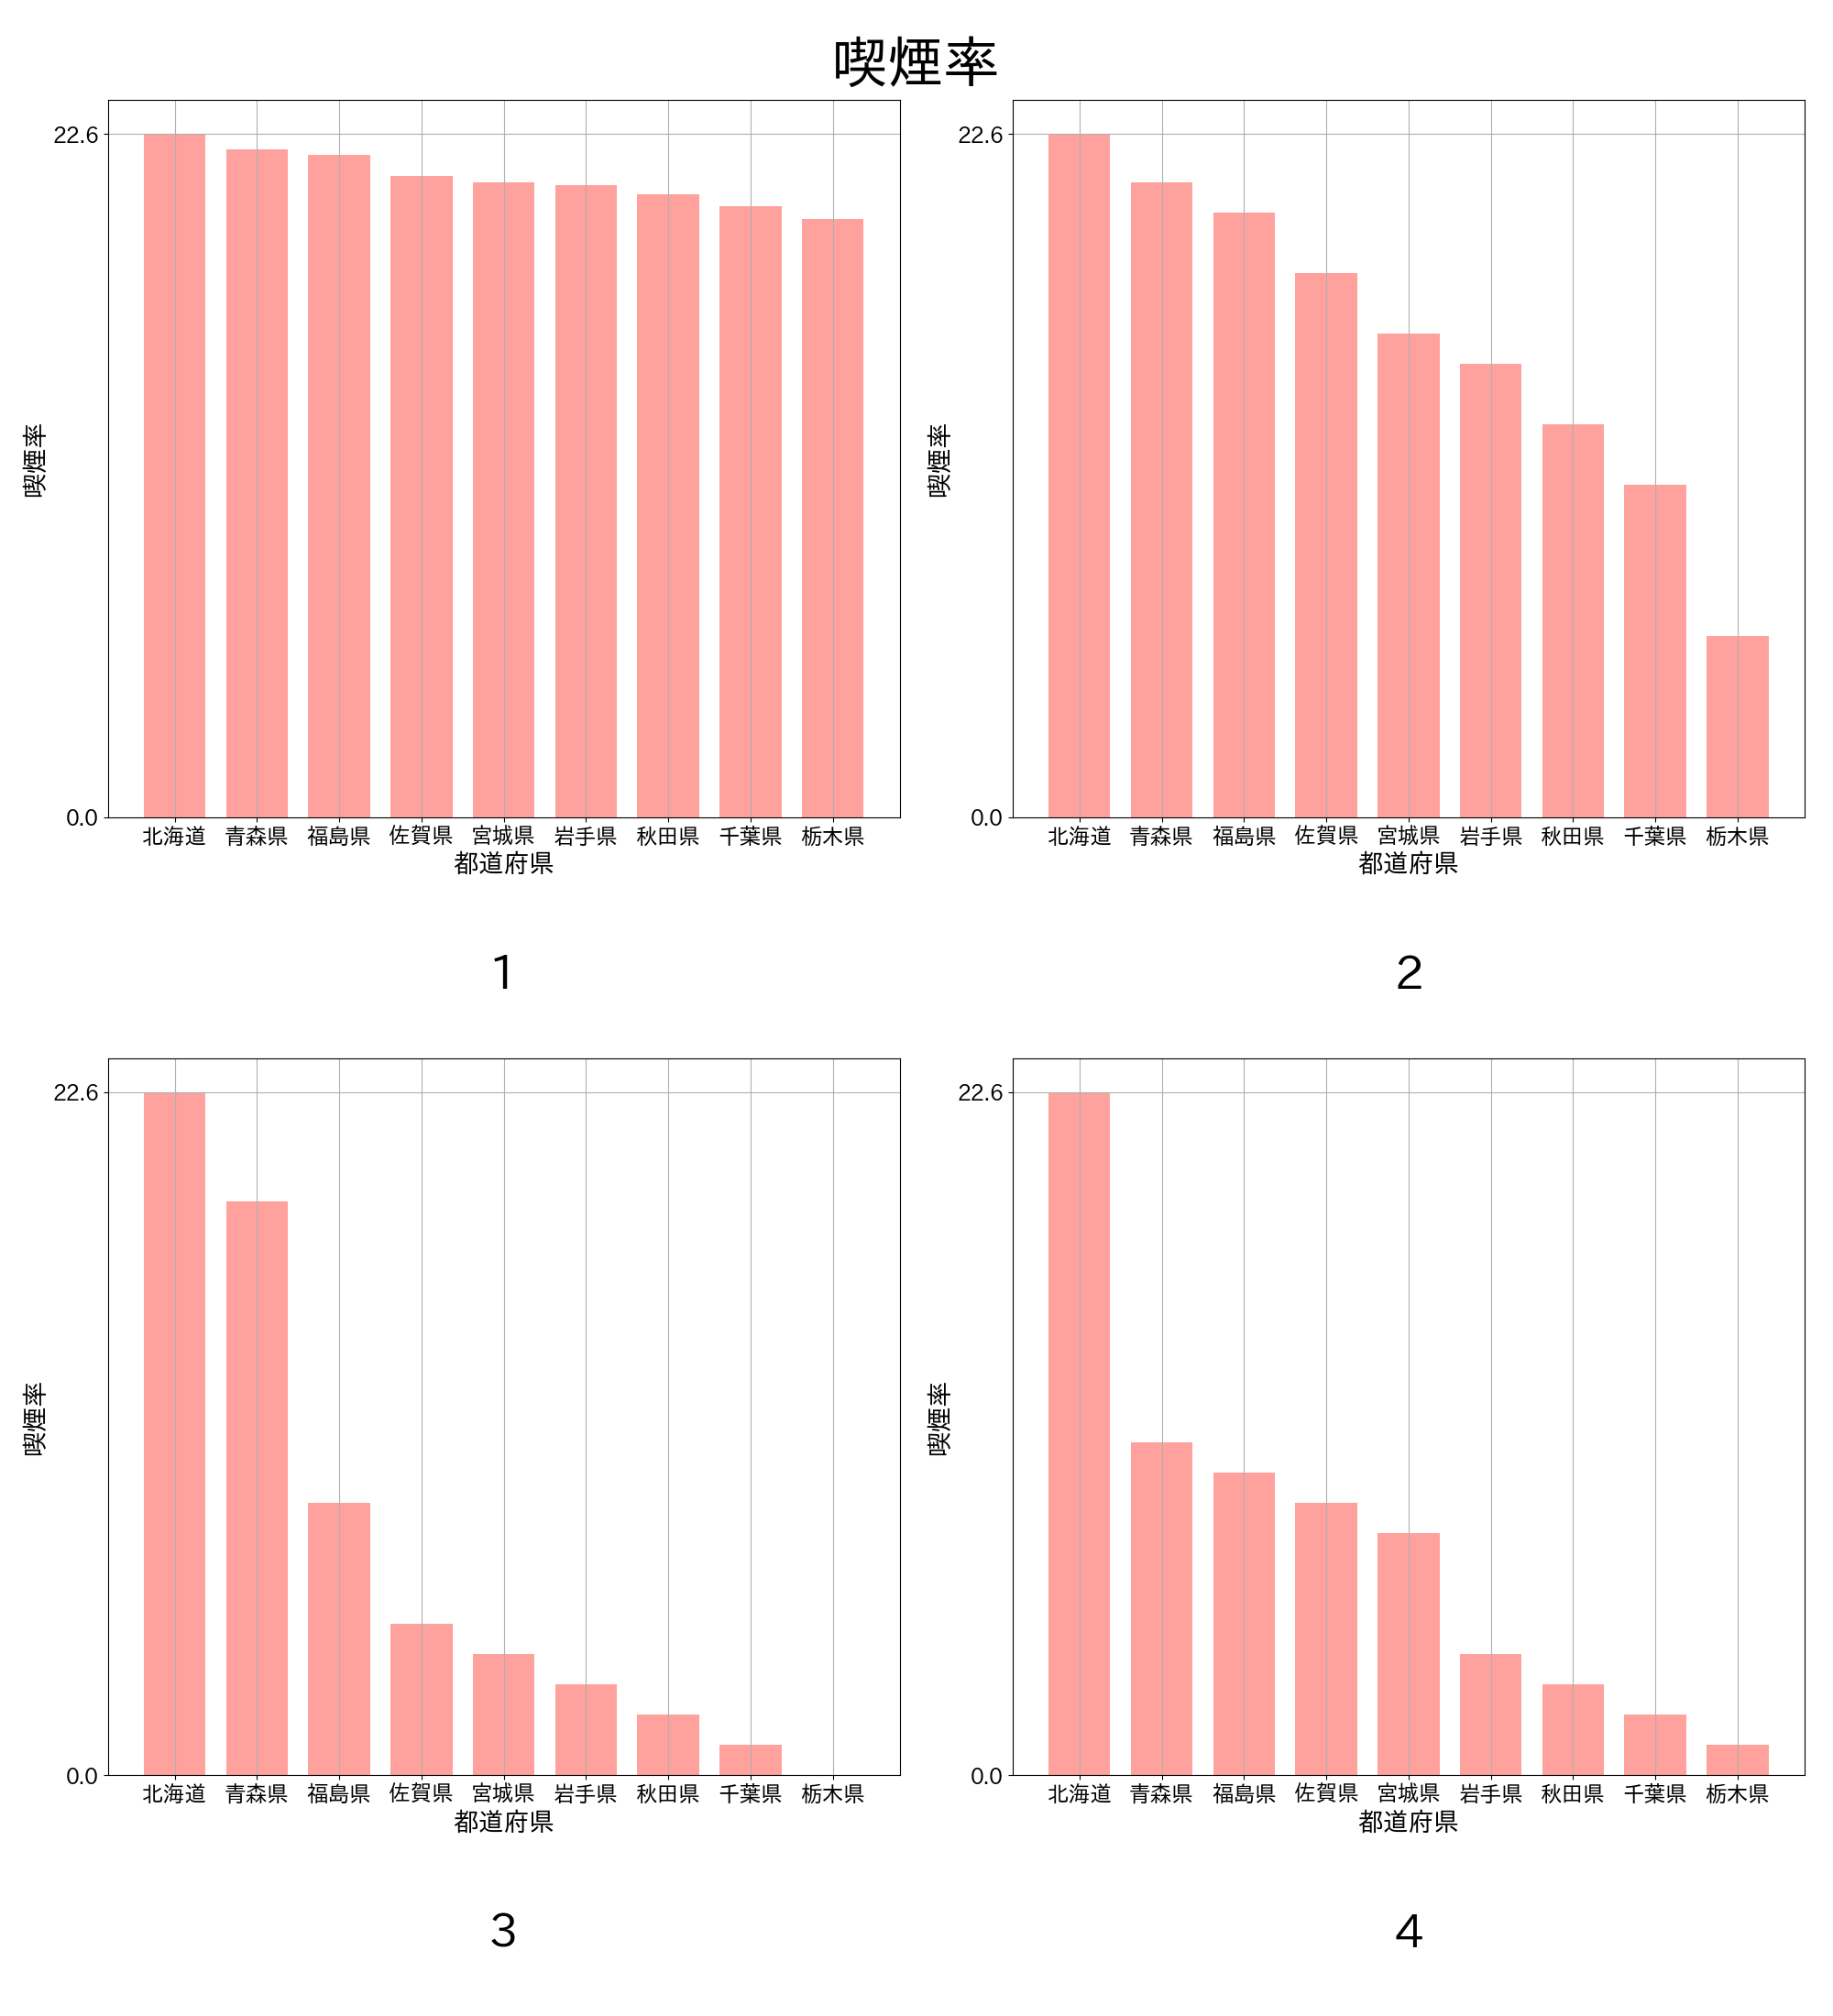 喫煙率
22.6
0.0
喫煙率
北海道 青森県 福島県 佐賀県 宮城県 岩手県 秋田県 千葉県 栃木県
都道府県
1
22.6
0.0
喫煙率
北海道 青森県 福島県 佐賀県 宮城県 岩手県 秋田県 千葉県 栃木県
都道府県
2
22.6
0.0
喫煙率
北海道 青森県 福島県 佐賀県 宮城県 岩手県 秋田県 千葉県 栃木県
都道府県
3
22.6
0.0
喫煙率
北海道 青森県 福島県 佐賀県 宮城県 岩手県 秋田県 千葉県 栃木県
都道府県
4